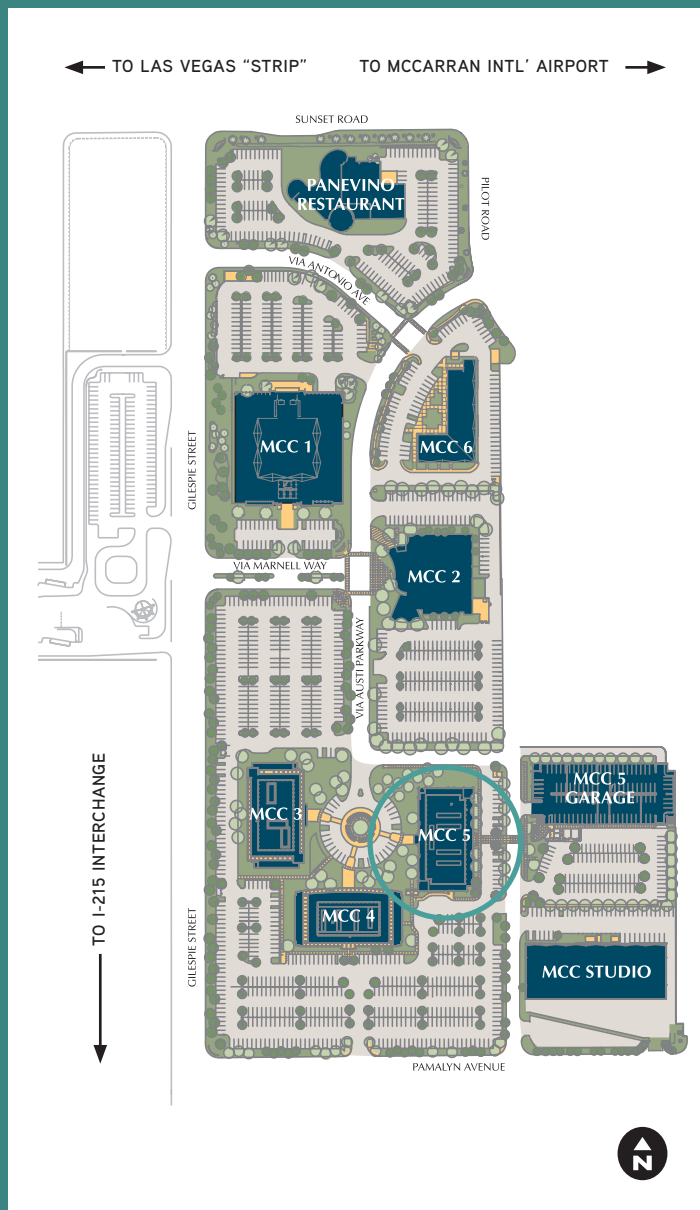 TO LAS VEGAS “STRIP”
TO MCCARRAN INTL’ AIRPORT
SUNSET ROAD
PANEVINO
RESTAURANT
PILOT ROAD
VIA ANTONIO AVE
GILESPIE STREET
MCC 1
MCC 6
VIA MARNELL WAY
MCC 2
VIA AUSTI PARKWAY
TO I-215 INTERCHANGE
MCC 3
MCC 5
MCC 5
GARAGE
MCC 4
GILESPIE STREET
MCC STUDIO
PAMALYN AVENUE
N